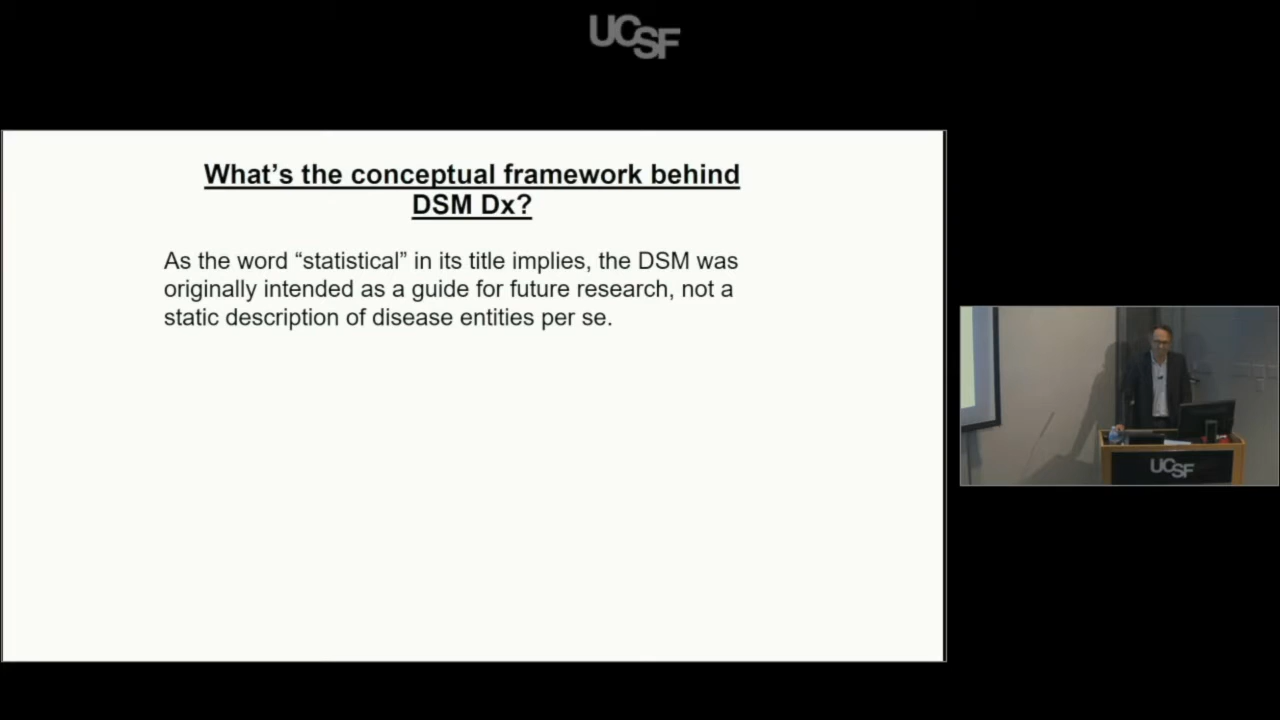 UCSF
What’s the conceptual framework behind
DSM Dx?
As the word “statistical” in its title implies, the DSM was
originally intended as a guide for future research, not a
static description of disease entities per se.
UCSF